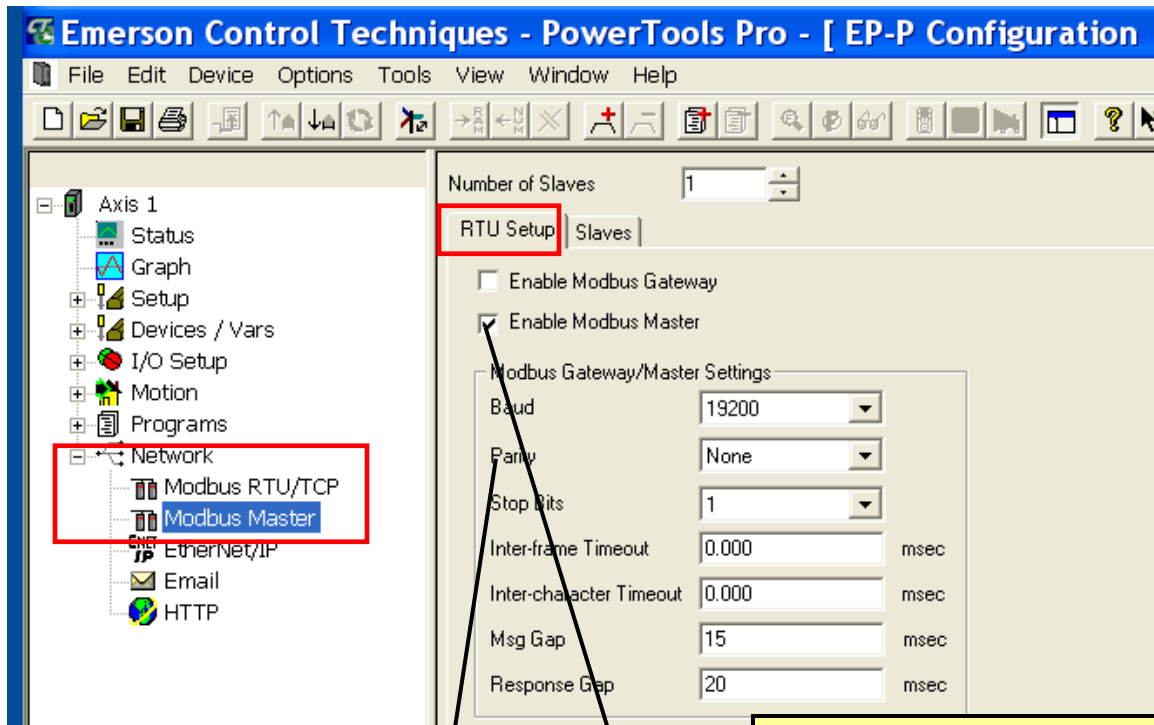 Emerson Control Techniques - PowerTools Pro - [ EP-P Configuration
File Edit Device Options Tools View Window Help
RAM NVM
Number of Slaves 1
RTU Setup Slaves
Axis 1
Status
Graph
Setup
Devices / Vars
I/O Setup
Motion
Programs
Network
Modbus RTU/TCP
Modbus Master
ENET IP EtherNet/IP
Email
HTTP
Enable Modbus Gateway
Enable Modbus Master
Modbus Gateway/Master Settings
Baud 19200
Parity None
Stop Bits 1
Inter-frame Timeout 0.000 msec
Inter-character Timeout 0.000 msec
Msg Gap 15 msec
Response Gap 20 msec